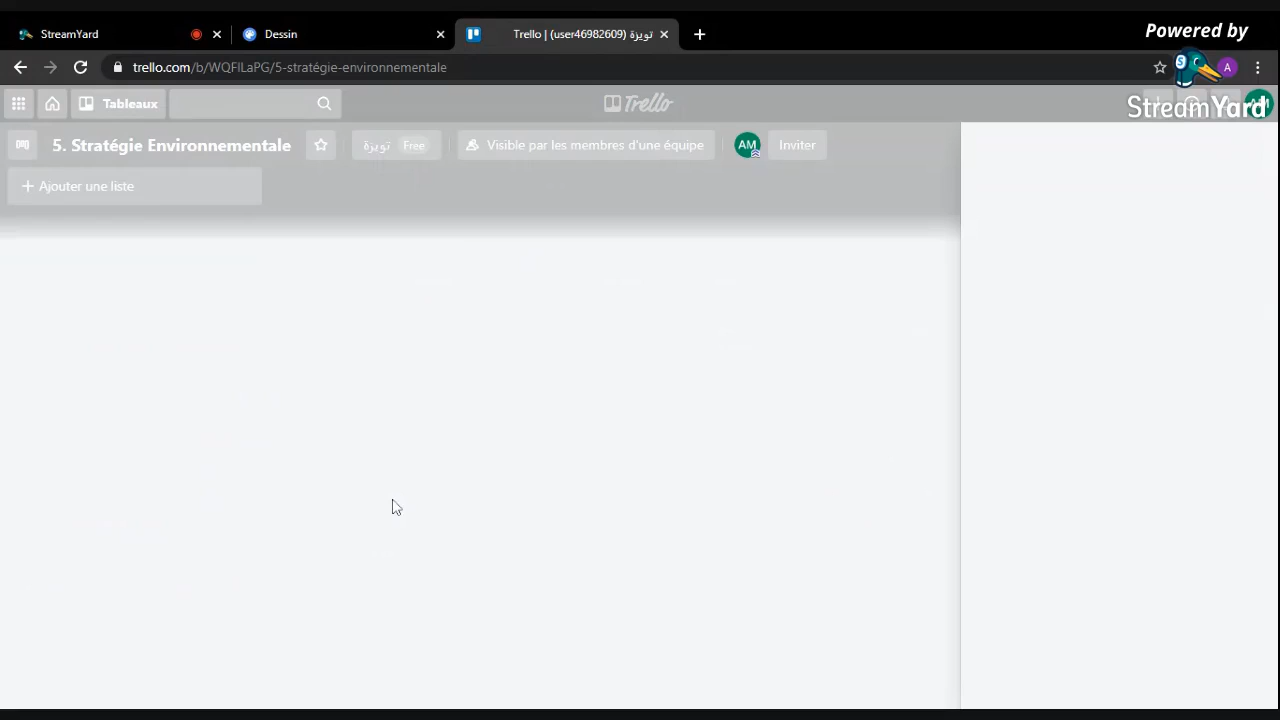 StreamYard
Dessin
Trello | (user46982609) تويزة
Powered by
StreamYard
trello.com/b/WQFlLaPG/5-stratégie-environnementale
A
Tableaux
Trello
AM
5. Stratégie Environnementale
تويزة Free
Visible par les membres d'une équipe
AM
Inviter
+ Ajouter une liste